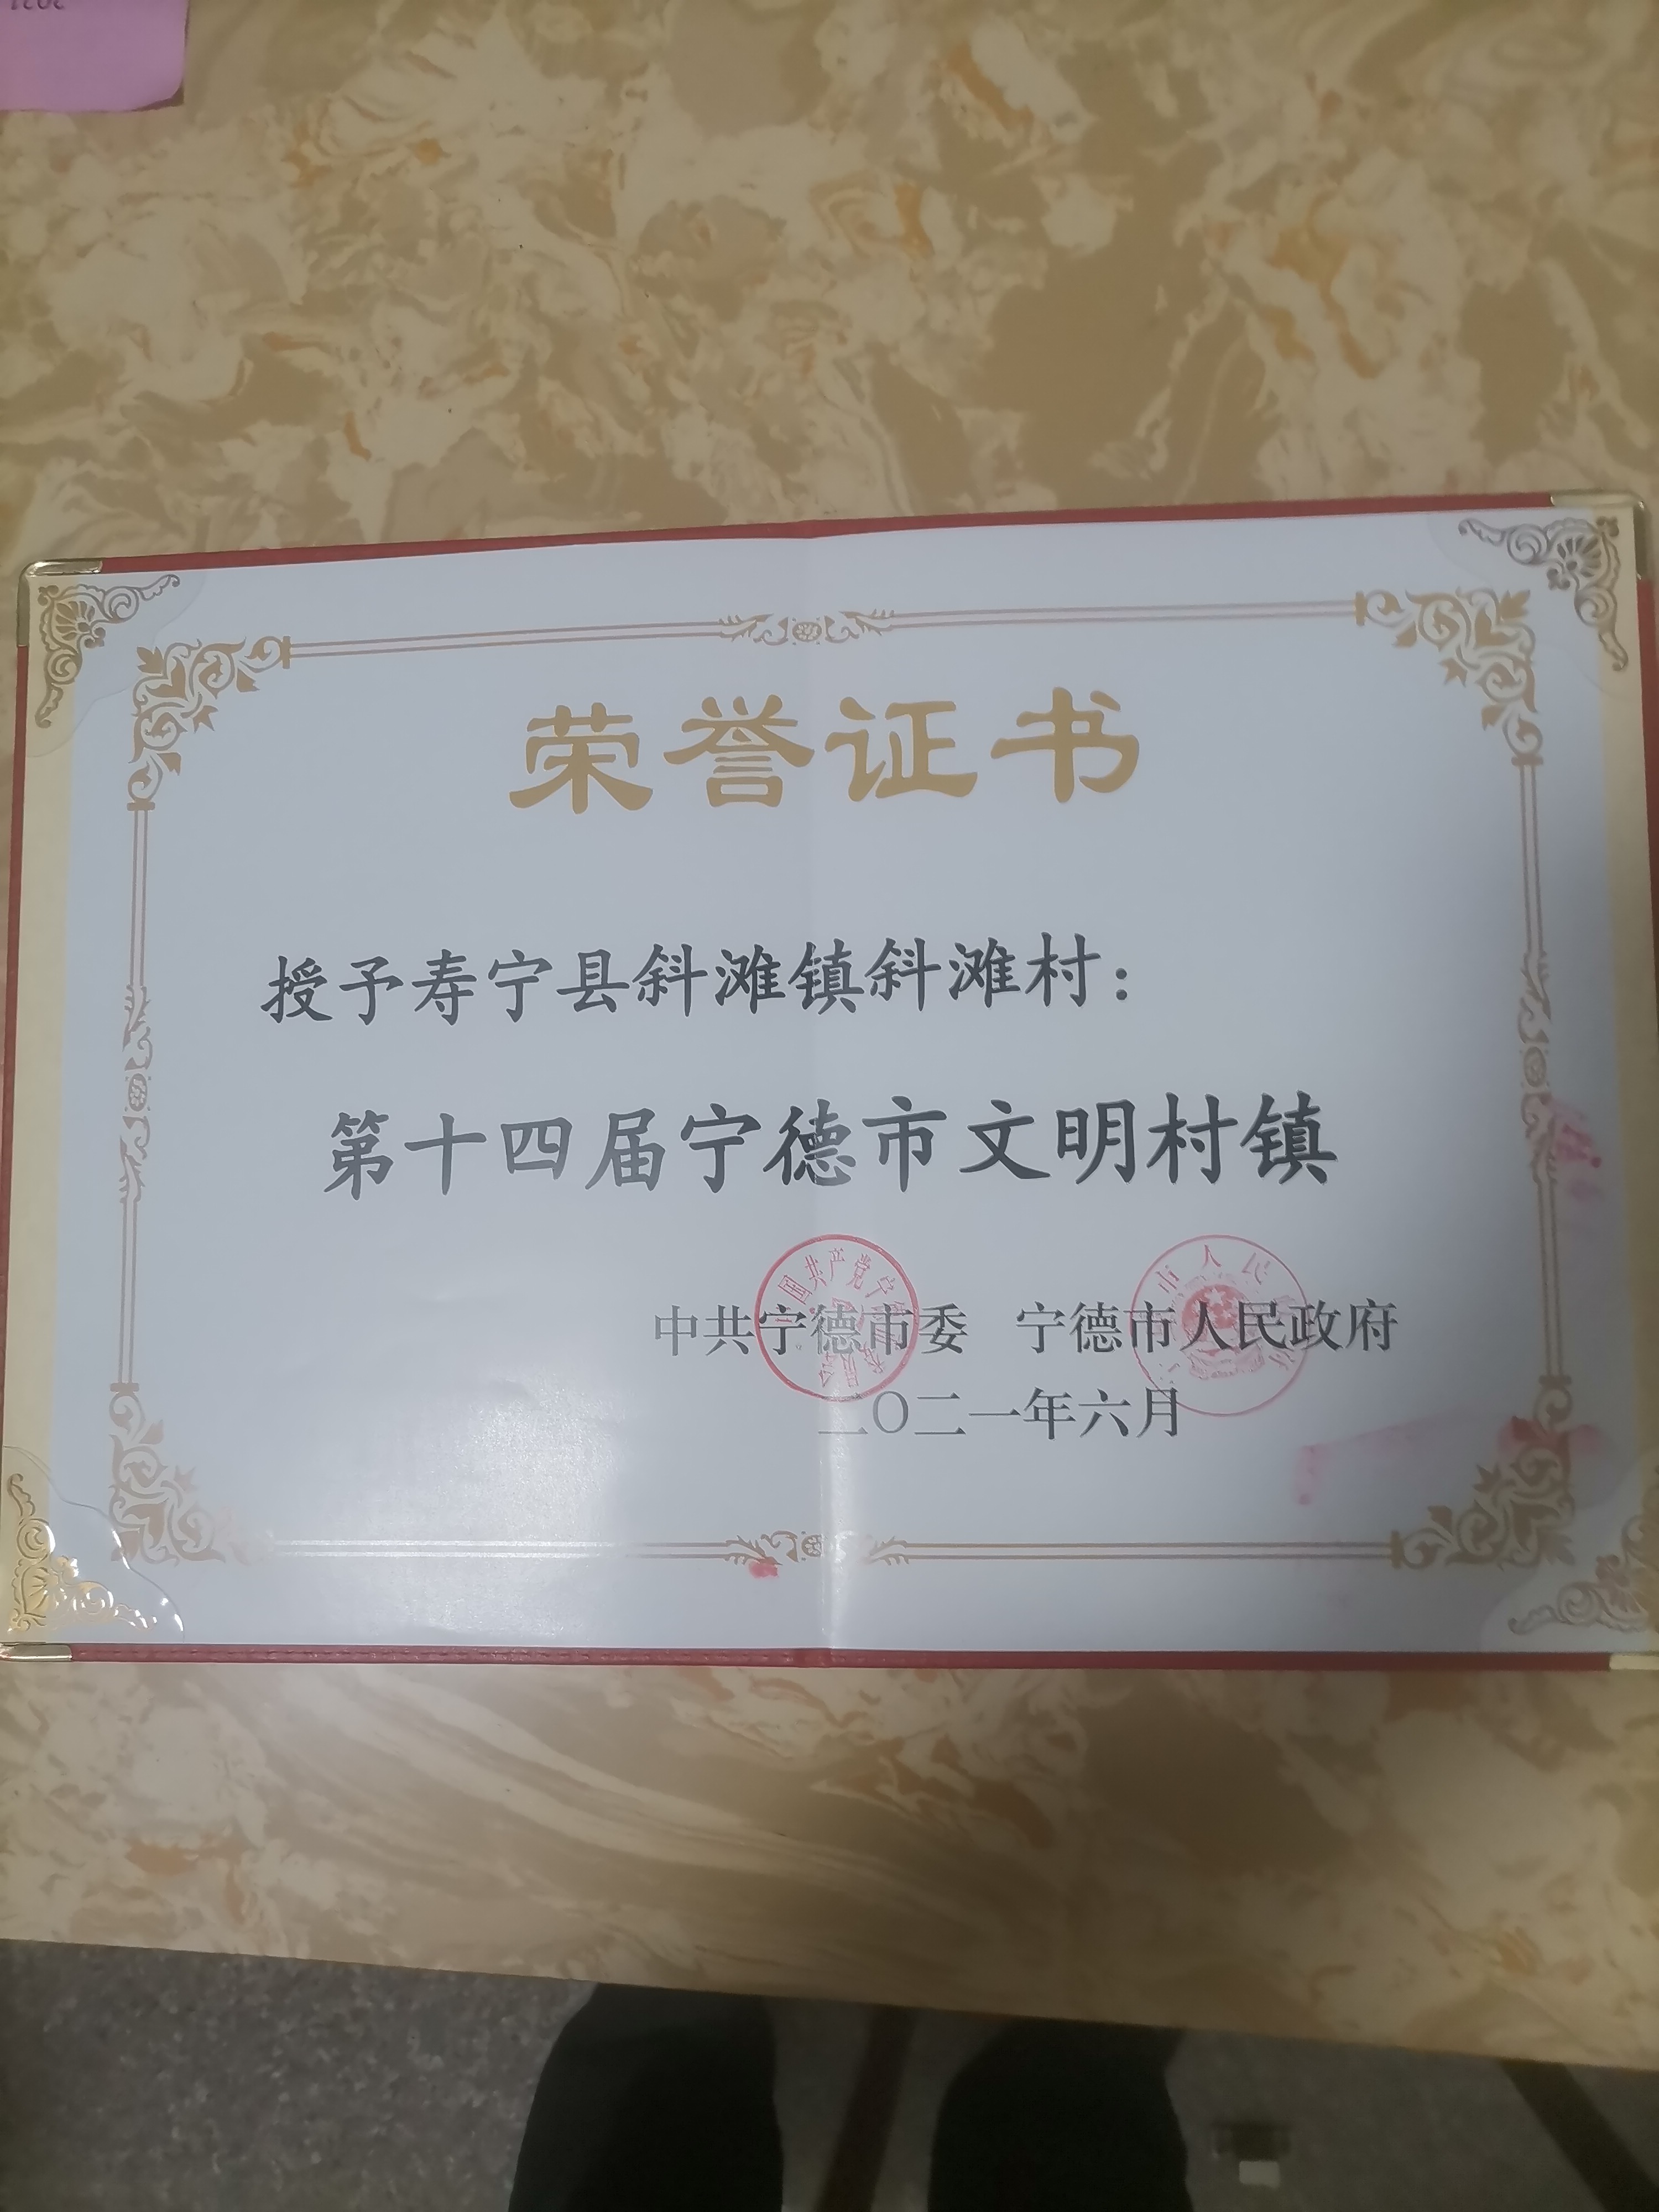 2021
荣誉证书
授予寿宁县斜滩镇斜滩村：
第十四届宁德市文明村镇
中共宁德市委 宁德市人民政府
二〇二一年六月